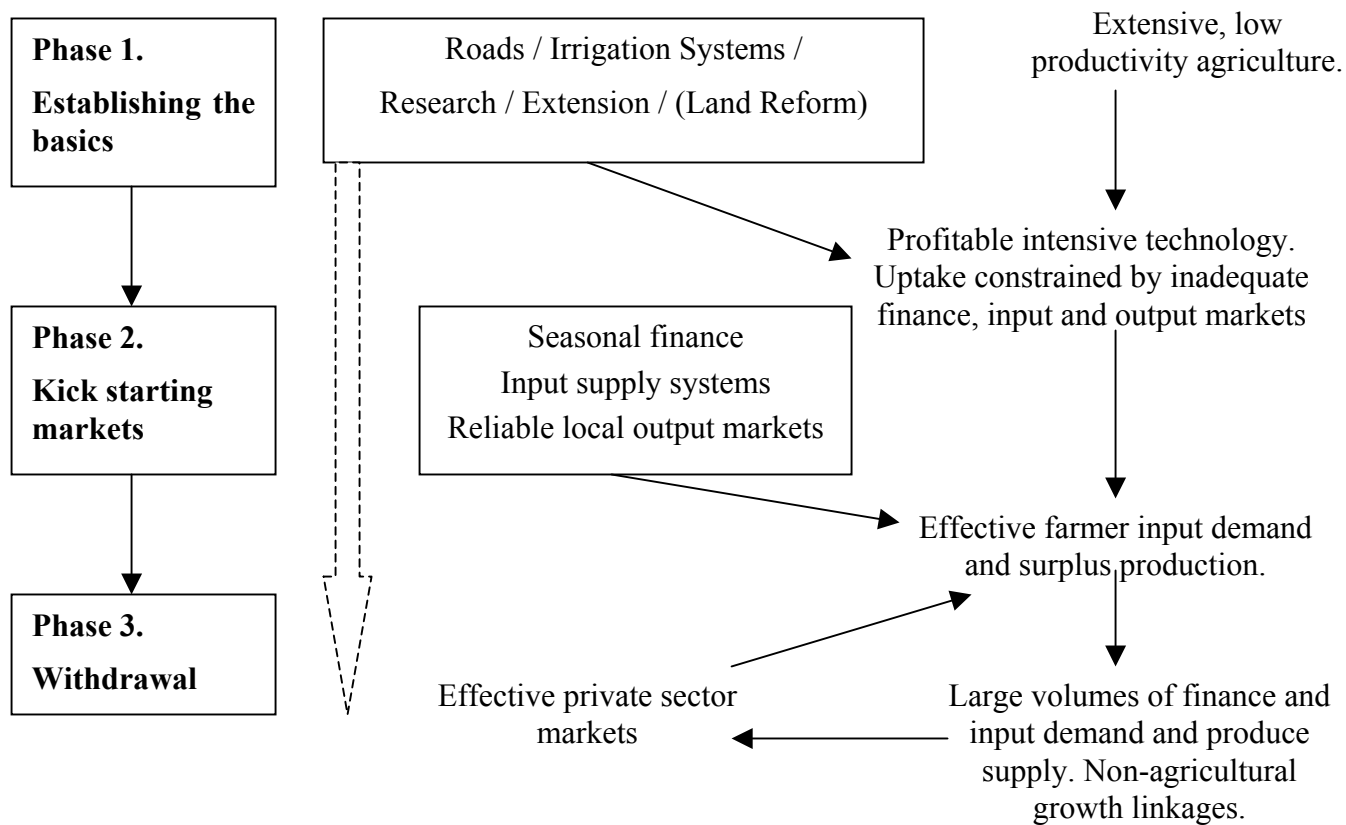 Phase 1.
Establishing the
basics
Roads / Irrigation Systems /
Research / Extension / (Land Reform)
Extensive, low
productivity agriculture.
Profitable intensive technology.
Uptake constrained by inadequate
finance, input and output markets
Phase 2.
Kick starting
markets
Seasonal finance
Input supply systems
Reliable local output markets
Effective farmer input demand
and surplus production.
Phase 3.
Withdrawal
Effective private sector
markets
Large volumes of finance and
input demand and produce
supply. Non-agricultural
growth linkages.